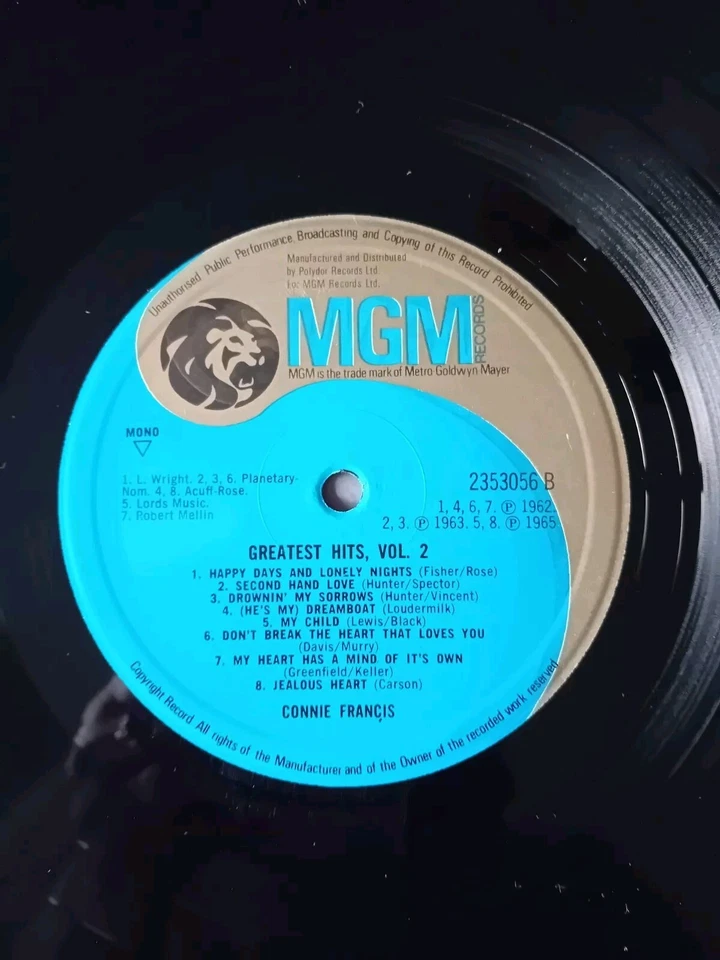 Unauthorised Public Performance, Broadcasting and Copying of this Record Prohibited
Manufactured and Distributed
by Polydor Records Ltd.
For MGM Records Ltd.
MGM RECORDS
MGM is the trade mark of Metro Goldwyn Mayer
MONO
1. L. Wright. 2, 3, 6. Planetary-
Nom. 4, 8. Acuff-Rose.
5. Lords Music.
7. Robert Mellin
2353056 B
1, 4, 6, 7. ℗ 1962.
2, 3. ℗ 1963. 5, 8. ℗ 1965
GREATEST HITS, VOL. 2
1. HAPPY DAYS AND LONELY NIGHTS (Fisher/Rose)
2. SECOND HAND LOVE (Hunter/Spector)
3. DROWNIN' MY SORROWS (Hunter/Vincent)
4. (HE'S MY) DREAMBOAT (Loudermilk)
5. MY CHILD (Lewis/Black)
6. DON'T BREAK THE HEART THAT LOVES YOU
(Davis/Murry)
7. MY HEART HAS A MIND OF IT'S OWN
(Greenfield/Keller)
8. JEALOUS HEART (Carson)
CONNIE FRANCIS
Copyright Record All rights of the Manufacturer and of the Owner of the recorded work reserved